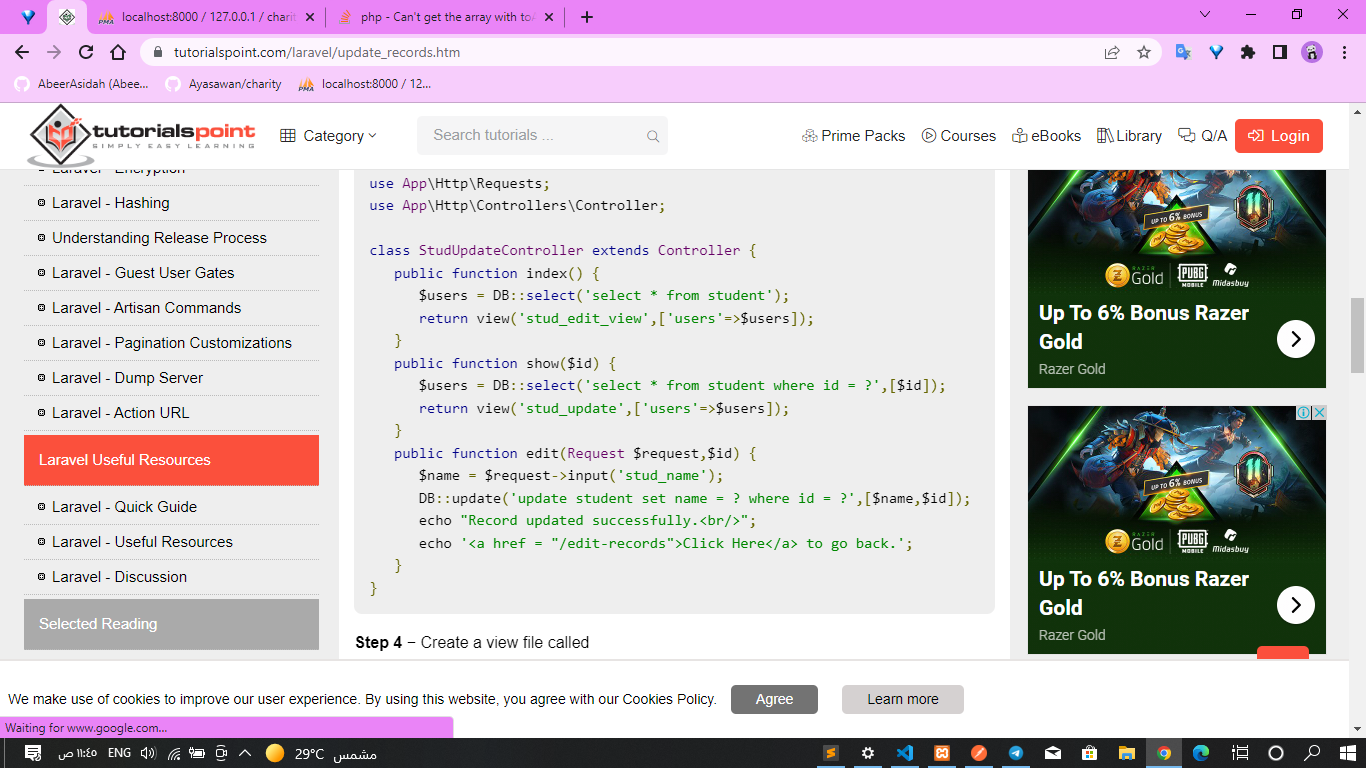 localhost:8000 / 127.0.0.1 / charit
php - Can't get the array with toA
tutorialspoint.com/laravel/update_records.htm
AbeerAsidah (Abee...
Ayasawan/charity
localhost:8000 / 12...
tutorialspoint
SIMPLY EASY LEARNING
Category
Search tutorials ...
Prime Packs
Courses
eBooks
Library
Q/A
Login
Laravel - Encryption
Laravel - Hashing
Understanding Release Process
Laravel - Guest User Gates
Laravel - Artisan Commands
Laravel - Pagination Customizations
Laravel - Dump Server
Laravel - Action URL
Laravel Useful Resources
Laravel - Quick Guide
Laravel - Useful Resources
Laravel - Discussion
Selected Reading
use App\Http\Requests;
use App\Http\Controllers\Controller;
class StudUpdateController extends Controller {
public function index() {
$users = DB::select('select * from student');
return view('stud_edit_view',['users'=>$users]);
}
public function show($id) {
$users = DB::select('select * from student where id = ?',[$id]);
return view('stud_update',['users'=>$users]);
}
public function edit(Request $request,$id) {
$name = $request->input('stud_name');
DB::update('update student set name = ? where id = ?',[$name,$id]);
echo "Record updated successfully.<br/>";
echo '<a href = "/edit-records">Click Here</a> to go back.';
}
}
Step 4 − Create a view file called
UP TO 6% BONUS
RAZER Gold
PUBG MOBILE
Midasbuy
Up To 6% Bonus Razer
Gold
Razer Gold
UP TO 6% BONUS
RAZER Gold
PUBG MOBILE
Midasbuy
Up To 6% Bonus Razer
Gold
Razer Gold
We make use of cookies to improve our user experience. By using this website, you agree with our Cookies Policy.
Agree
Learn more
Waiting for www.google.com...
١١:٤٥ ص
ENG
29°C مشمس